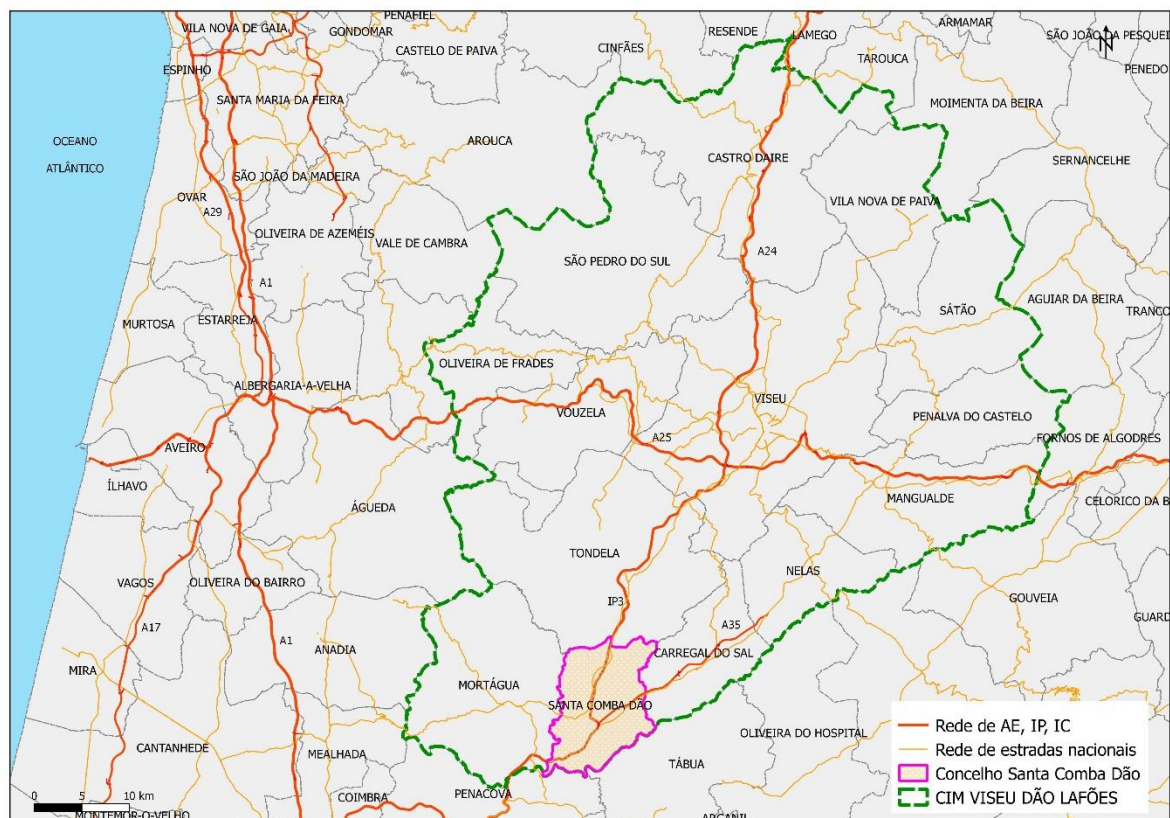 PENAFIEL
ARMAMAR
VILA NOVA DE GAIA
GONDOMAR
RESENDE
LAMEGO
SÃO JOÃO DA PESQUEI
N
CASTELO DE PAIVA
CINFÃES
TAROUCA
ESPINHO
PENEDO
SANTA MARIA DA FEIRA
MOIMENTA DA BEIRA
OCEANO
ATLÂNTICO
AROUCA
CASTRO DAIRE
SERNANCELHE
SÃO JOÃO DA MADEIRA
OVAR
A29
VILA NOVA DE PAIVA
OLIVEIRA DE AZEMÉIS
VALE DE CAMBRA
A24
SÃO PEDRO DO SUL
A1
AGUIAR DA BEIRA
MURTOSA
ESTARREJA
SÁTÃO
TRANCO
OLIVEIRA DE FRADES
ALBERGARIA-A-VELHA
VISEU
VOUZELA
PENALVA DO CASTELO
A25
FORNOS DE ALGODRES
AVEIRO
ÍLHAVO
MANGUALDE
CELORICO DA B
ÁGUEDA
TONDELA
NELAS
VAGOS
OLIVEIRA DO BAIRRO
IP3
GOUVEIA
GUARD
A17
A35
A1
ANADIA
CARREGAL DO SAL
MIRA
MORTÁGUA
SANTA COMBA DÃO
OLIVEIRA DO HOSPITAL
CANTANHEDE
MEALHADA
TÁBUA
PENACOVA
COIMBRA
0 5 10 km
MONTEMOR-O-VELHO
ARGANIL
Rede de AE, IP, IC
Rede de estradas nacionais
Concelho Santa Comba Dão
CIM VISEU DÃO LAFÕES